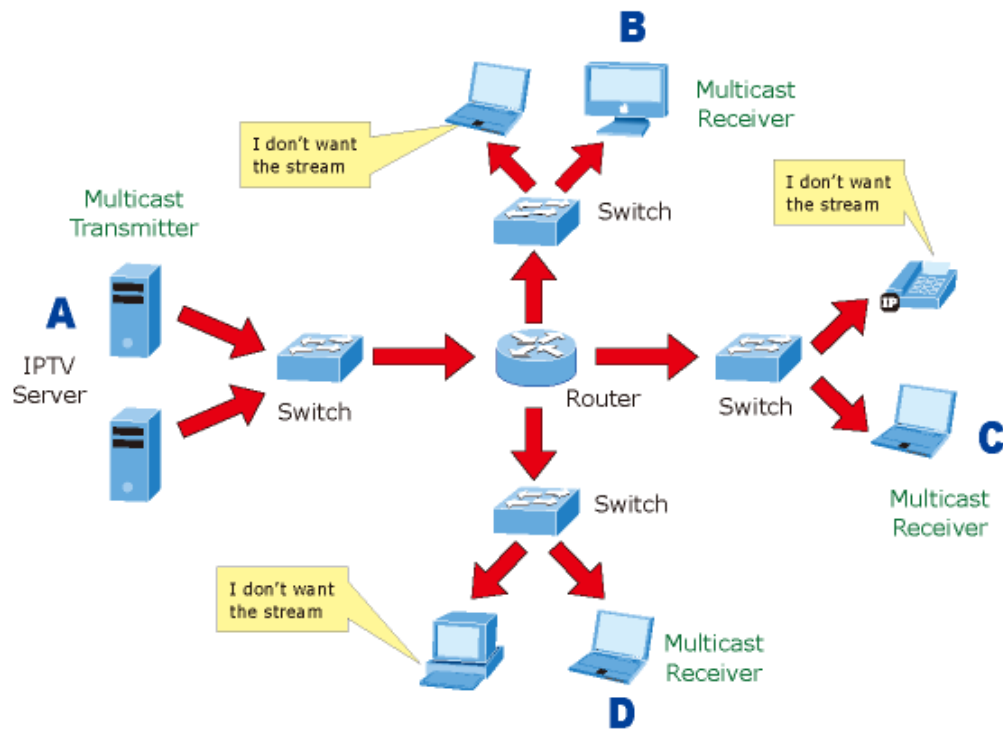 B
Multicast
Receiver
I don't want
the stream
I don't want
the stream
Switch
Multicast
Transmitter
A
IP
IPTV
Server
Switch
Router
Switch
C
Switch
Multicast
Receiver
I don't want
the stream
Multicast
Receiver
D